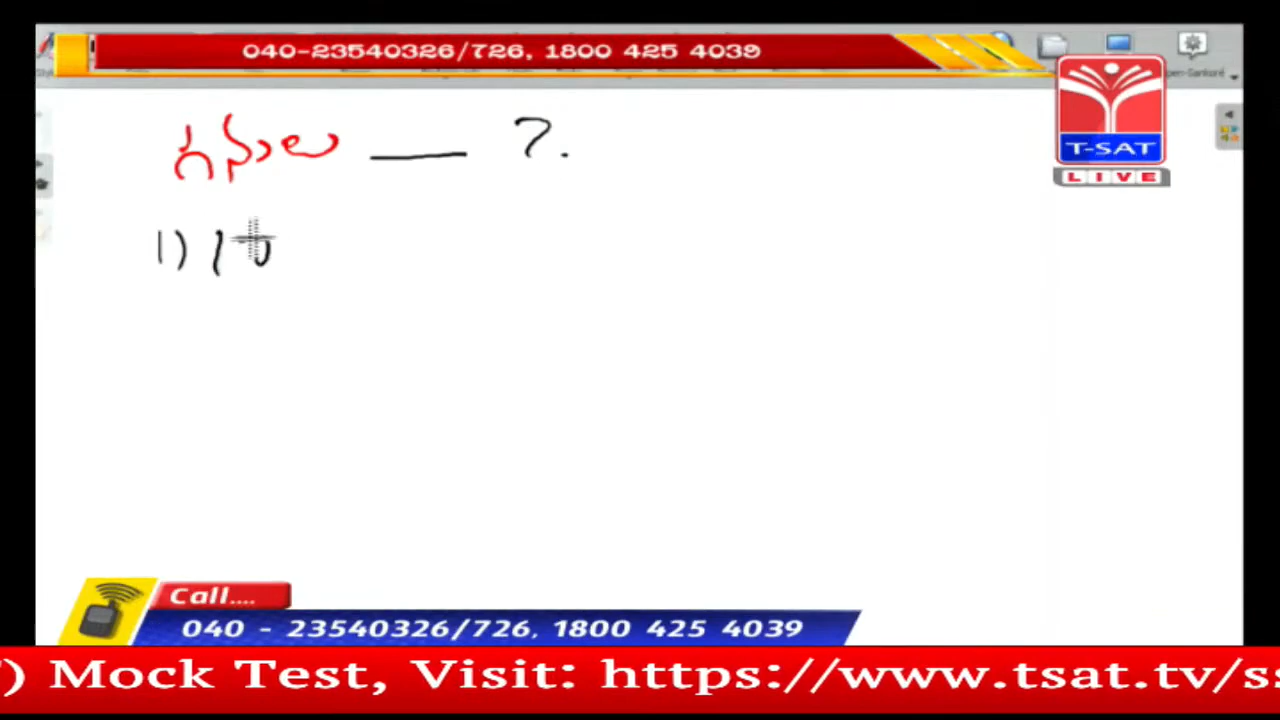 040-23540326/726, 1800 425 4039
T-SAT
LIVE
___ ?.
1)
Call....
040 - 23540326/726, 1800 425 4039
) Mock Test, Visit: https://www.tsat.tv/s